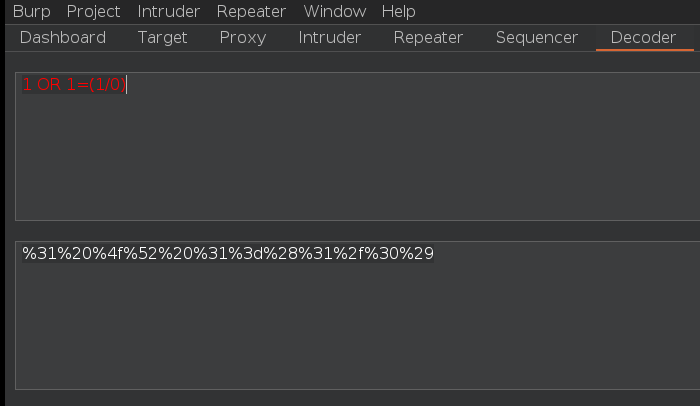 Burp Project Intruder Repeater Window Help
Dashboard Target Proxy Intruder Repeater Sequencer Decoder
1 OR 1=(1/0)
%31%20%4f%52%20%31%3d%28%31%2f%30%29